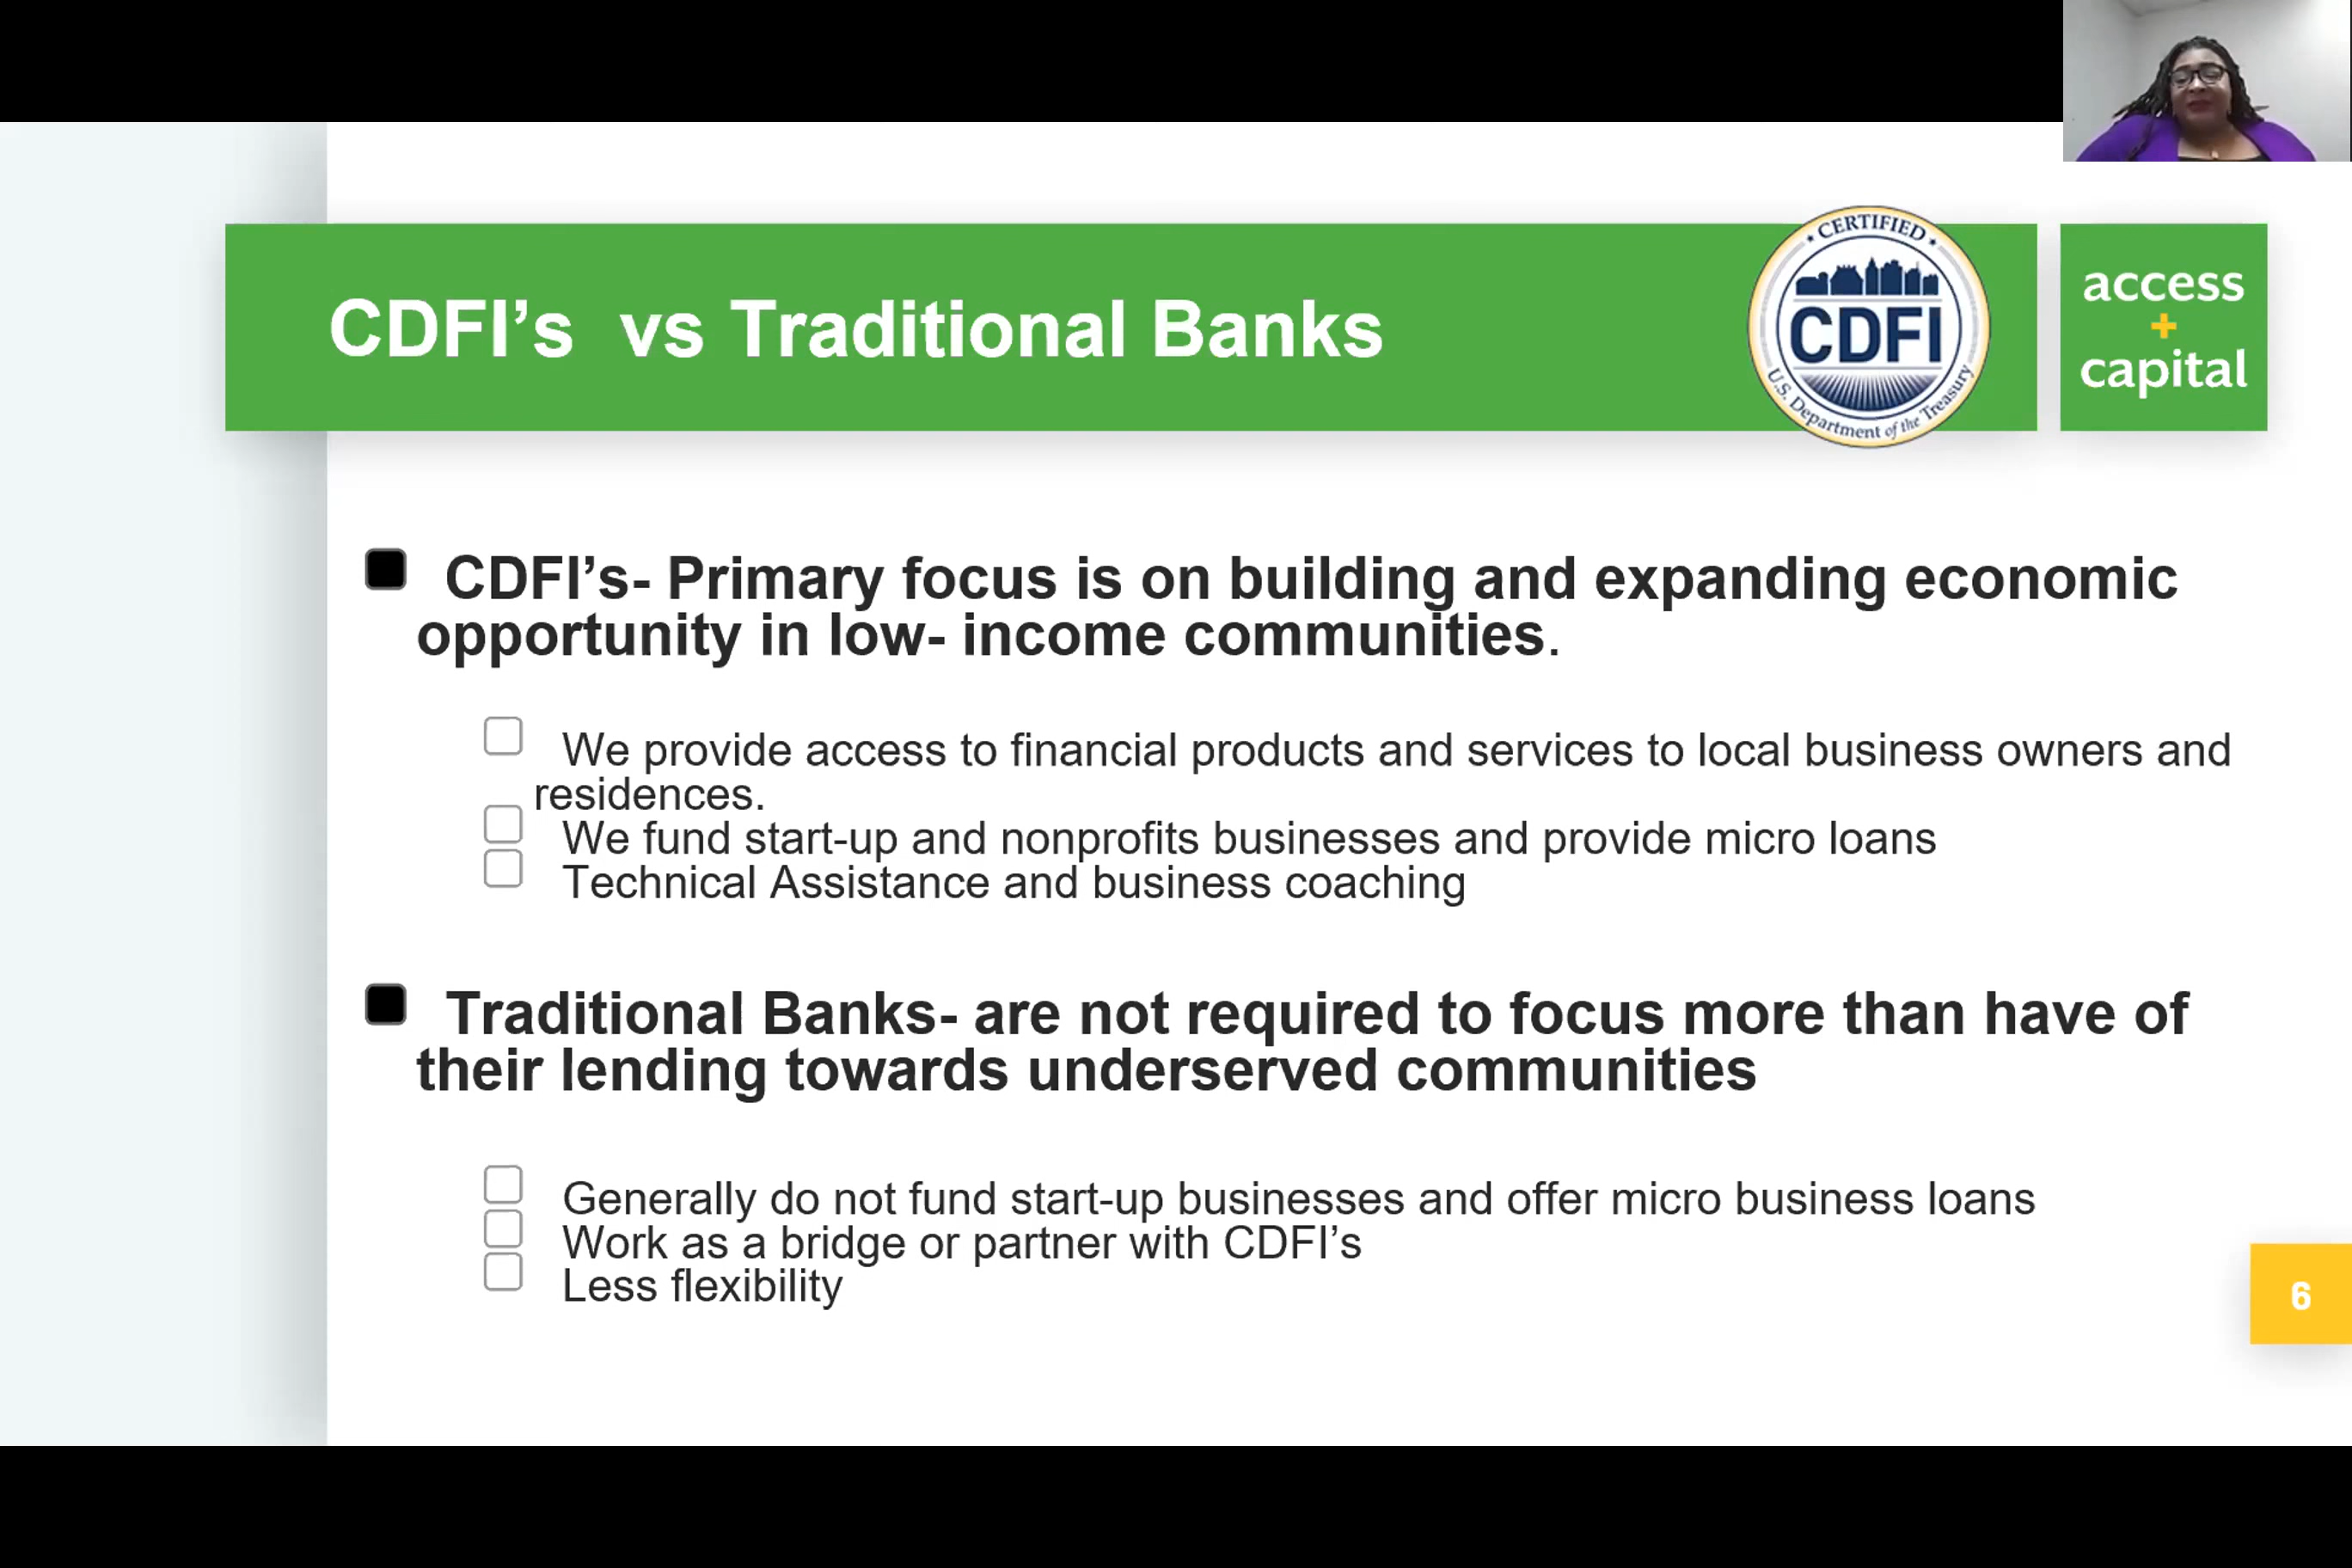 CDFI’s  vs Traditional Banks
CERTIFIED
CDFI
U.S. Department of the Treasury
access
+
capital
CDFI’s- Primary focus is on building and expanding economic
opportunity in low- income communities.
We provide access to financial products and services to local business owners and
residences.
We fund start-up and nonprofits businesses and provide micro loans
Technical Assistance and business coaching
Traditional Banks- are not required to focus more than have of
their lending towards underserved communities
Generally do not fund start-up businesses and offer micro business loans
Work as a bridge or partner with CDFI’s
Less flexibility
6